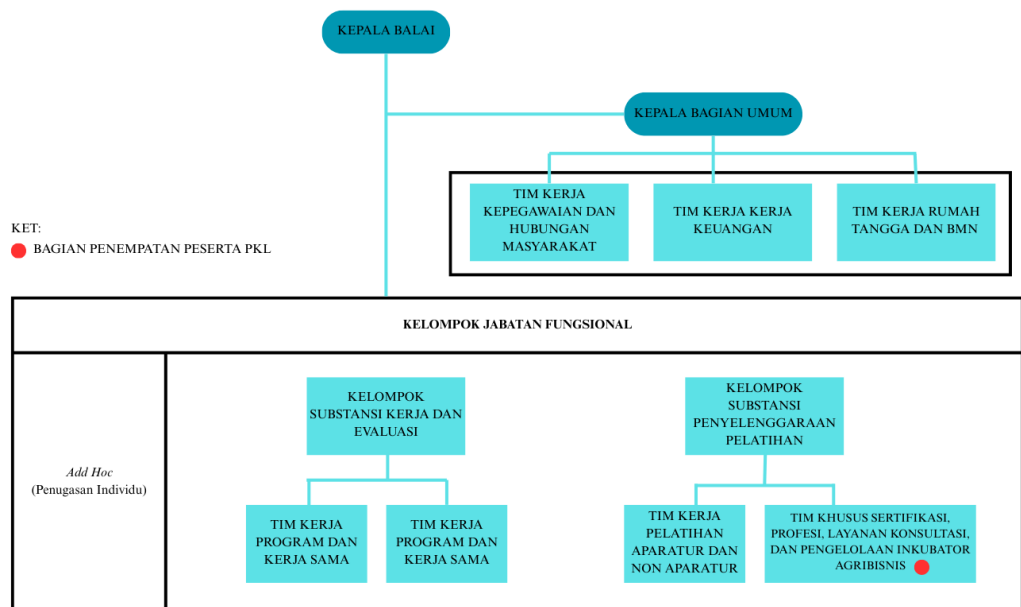 KEPALA BALAI
KEPALA BAGIAN UMUM
TIM KERJA
KEPEGAWAIAN DAN
HUBUNGAN
MASYARAKAT
TIM KERJA KERJA
KEUANGAN
TIM KERJA RUMAH
TANGGA DAN BMN
KET:
BAGIAN PENEMPATAN PESERTA PKL
KELOMPOK JABATAN FUNGSIONAL
Add Hoc
(Penugasan Individu)
KELOMPOK
SUBSTANSI KERJA DAN
EVALUASI
TIM KERJA
PROGRAM DAN
KERJA SAMA
TIM KERJA
PROGRAM DAN
KERJA SAMA
KELOMPOK
SUBSTANSI
PENYELENGGARAAN
PELATIHAN
TIM KERJA
PELATIHAN
APARATUR DAN
NON APARATUR
TIM KHUSUS SERTIFIKASI,
PROFESI, LAYANAN KONSULTASI,
DAN PENGELOLAAN INKUBATOR
AGRIBISNIS